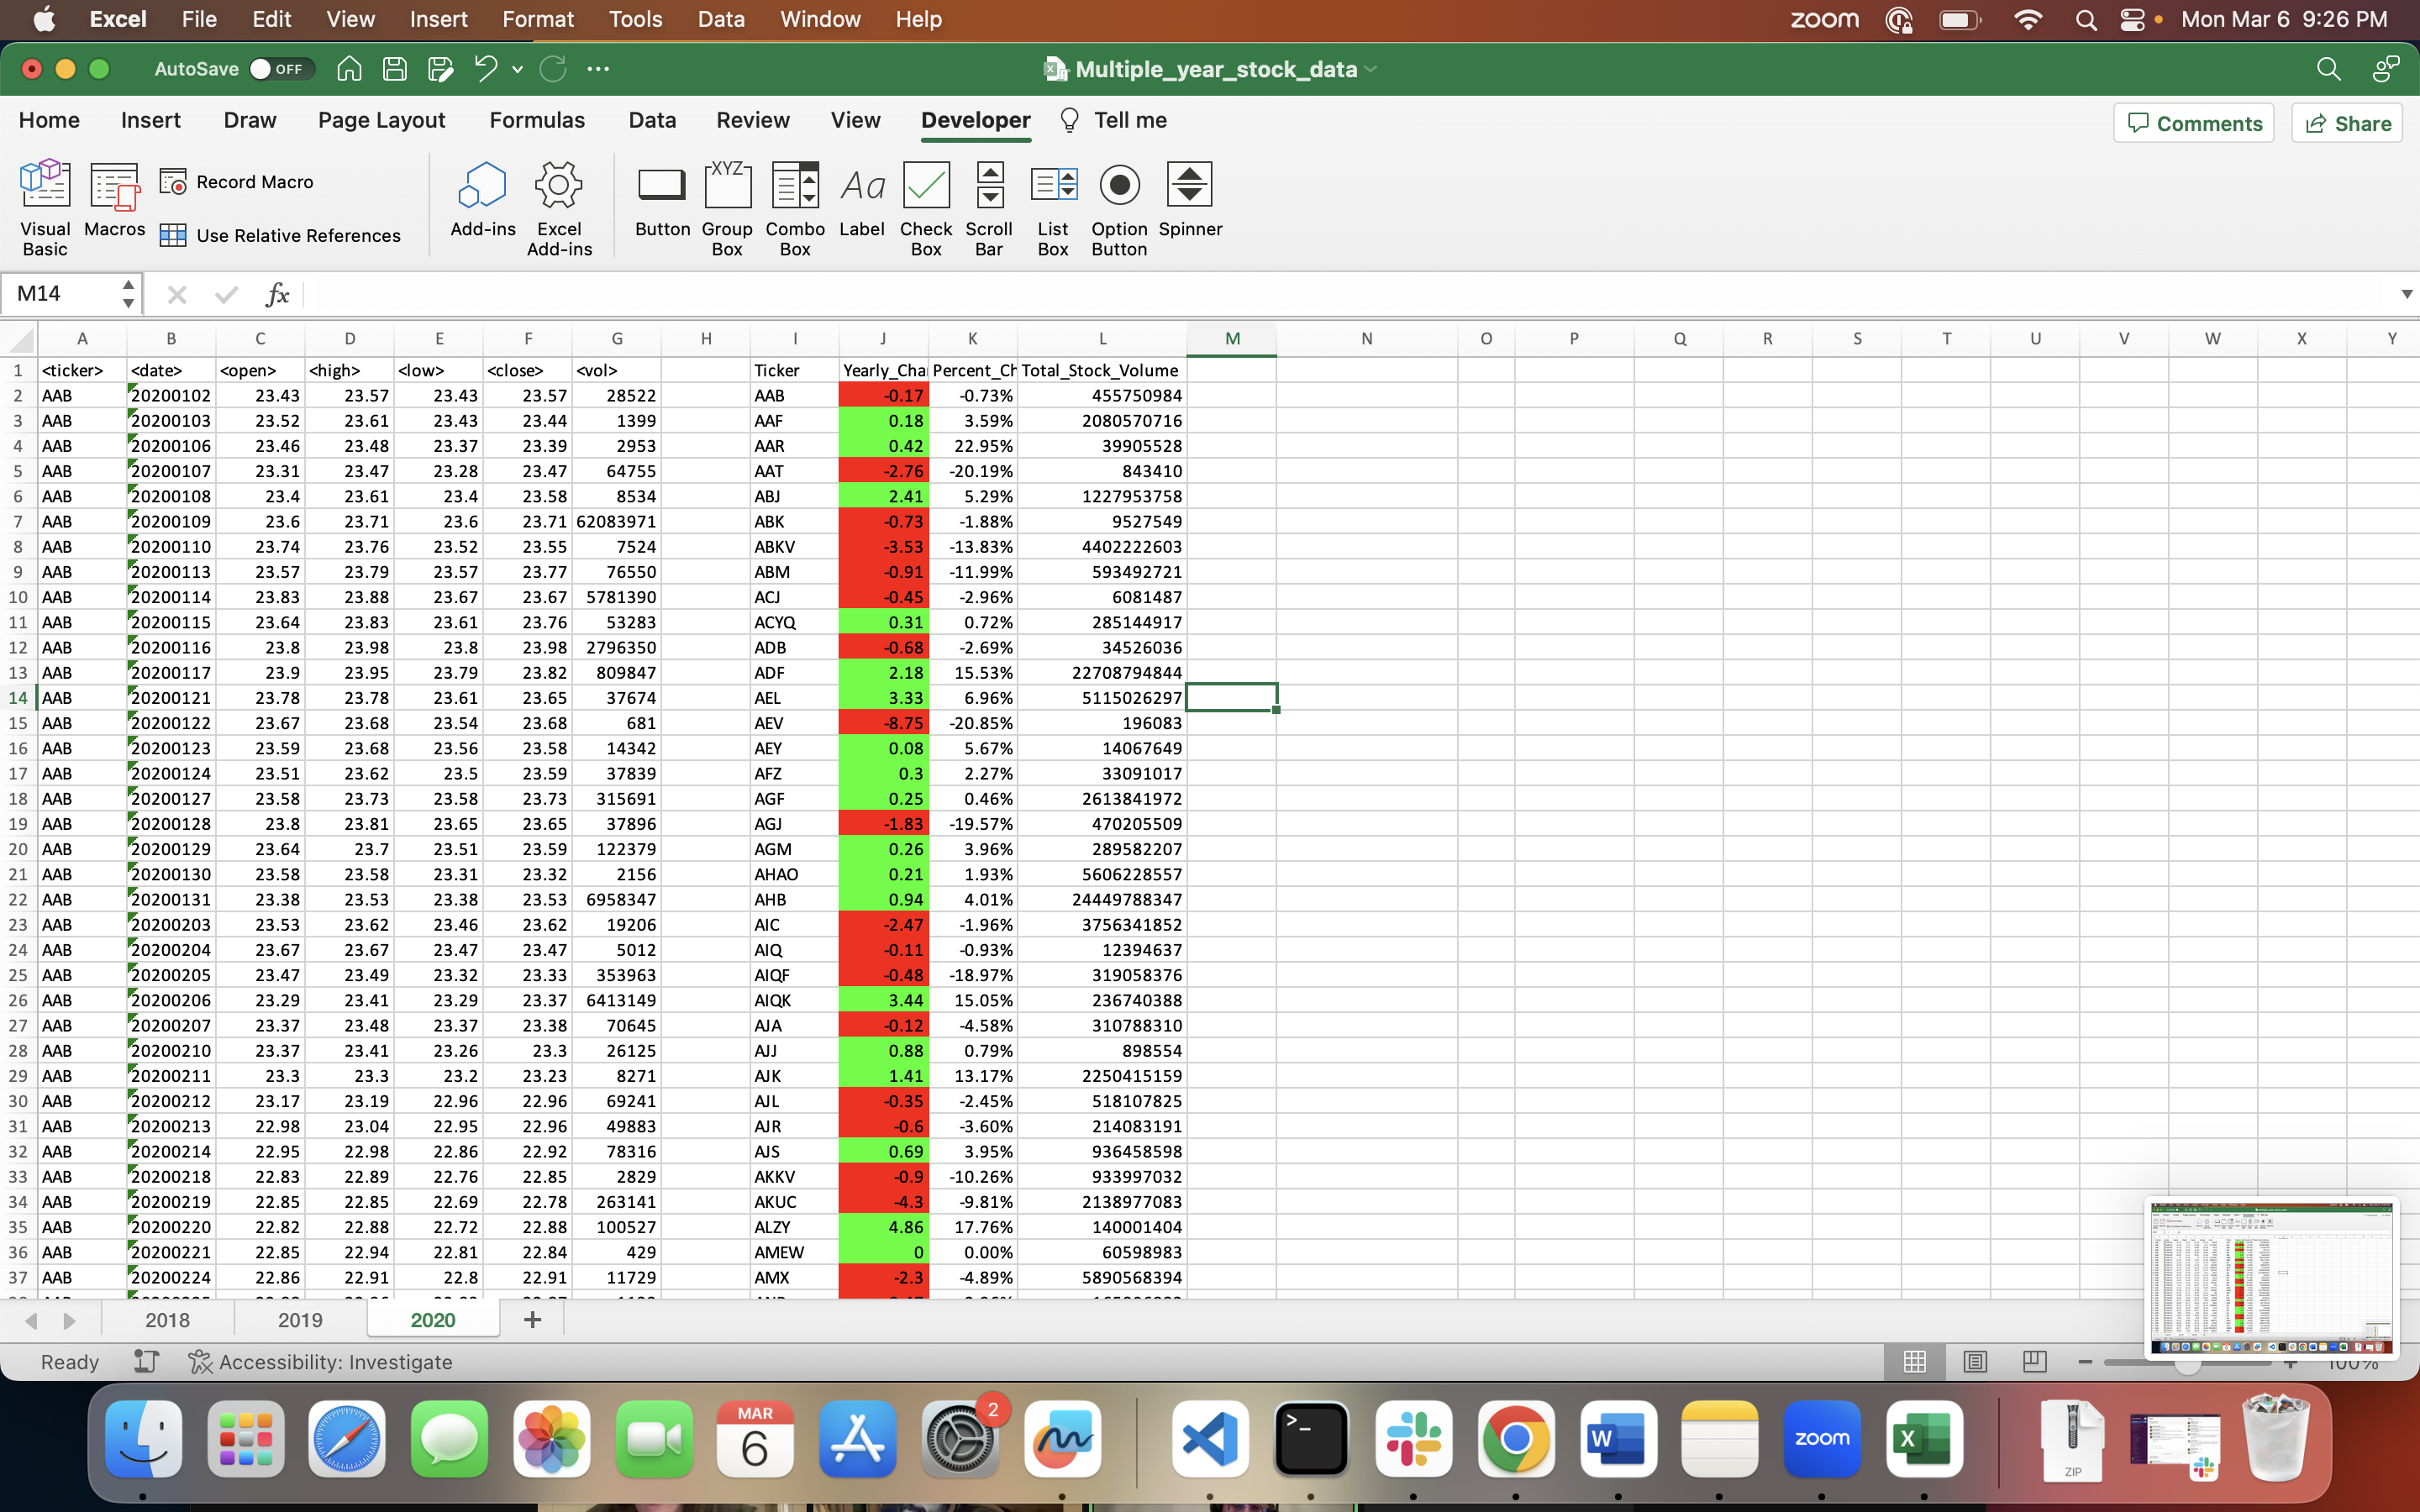 Excel File Edit View Insert Format Tools Data Window Help zoom Mon Mar 6 9:26 PM
AutoSave OFF Multiple_year_stock_data
Home Insert Draw Page Layout Formulas Data Review View Developer Tell me Comments Share
Visual Basic Macros Record Macro Use Relative References Add-ins Excel Add-ins Button Group Box Combo Box Label Check Box Scroll Bar List Box Option Button Spinner
XYZ Aa
M14 fx
A B C D E F G H I J K L M N O P Q R S T U V W X Y
1 <ticker> <date> <open> <high> <low> <close> <vol> Ticker Yearly_Cha Percent_Ch Total_Stock_Volume
2 AAB 20200102 23.43 23.57 23.43 23.57 28522 AAB -0.17 -0.73% 455750984
3 AAB 20200103 23.52 23.61 23.43 23.44 1399 AAF 0.18 3.59% 2080570716
4 AAB 20200106 23.46 23.48 23.37 23.39 2953 AAR 0.42 22.95% 39905528
5 AAB 20200107 23.31 23.47 23.28 23.47 64755 AAT -2.76 -20.19% 843410
6 AAB 20200108 23.4 23.61 23.4 23.58 8534 ABJ 2.41 5.29% 1227953758
7 AAB 20200109 23.6 23.71 23.6 23.71 62083971 ABK -0.73 -1.88% 9527549
8 AAB 20200110 23.74 23.76 23.52 23.55 7524 ABKV -3.53 -13.83% 4402222603
9 AAB 20200113 23.57 23.79 23.57 23.77 76550 ABM -0.91 -11.99% 593492721
10 AAB 20200114 23.83 23.88 23.67 23.67 5781390 ACJ -0.45 -2.96% 6081487
11 AAB 20200115 23.64 23.83 23.61 23.76 53283 ACYQ 0.31 0.72% 285144917
12 AAB 20200116 23.8 23.98 23.8 23.98 2796350 ADB -0.68 -2.69% 34526036
13 AAB 20200117 23.9 23.95 23.79 23.82 809847 ADF 2.18 15.53% 22708794844
14 AAB 20200121 23.78 23.78 23.61 23.65 37674 AEL 3.33 6.96% 5115026297
15 AAB 20200122 23.67 23.68 23.54 23.68 681 AEV -8.75 -20.85% 196083
16 AAB 20200123 23.59 23.68 23.56 23.58 14342 AEY 0.08 5.67% 14067649
17 AAB 20200124 23.51 23.62 23.5 23.59 37839 AFZ 0.3 2.27% 33091017
18 AAB 20200127 23.58 23.73 23.58 23.73 315691 AGF 0.25 0.46% 2613841972
19 AAB 20200128 23.8 23.81 23.65 23.65 37896 AGJ -1.83 -19.57% 470205509
20 AAB 20200129 23.64 23.7 23.51 23.59 122379 AGM 0.26 3.96% 289582207
21 AAB 20200130 23.58 23.58 23.31 23.32 2156 AHAO 0.21 1.93% 5606228557
22 AAB 20200131 23.38 23.53 23.38 23.53 6958347 AHB 0.94 4.01% 24449788347
23 AAB 20200203 23.53 23.62 23.46 23.62 19206 AIC -2.47 -1.96% 3756341852
24 AAB 20200204 23.67 23.67 23.47 23.47 5012 AIQ -0.11 -0.93% 12394637
25 AAB 20200205 23.47 23.49 23.32 23.33 353963 AIQF -0.48 -18.97% 319058376
26 AAB 20200206 23.29 23.41 23.29 23.37 6413149 AIQK 3.44 15.05% 236740388
27 AAB 20200207 23.37 23.48 23.37 23.38 70645 AJA -0.12 -4.58% 310788310
28 AAB 20200210 23.37 23.41 23.26 23.3 26125 AJJ 0.88 0.79% 898554
29 AAB 20200211 23.3 23.3 23.2 23.23 8271 AJK 1.41 13.17% 2250415159
30 AAB 20200212 23.17 23.19 22.96 22.96 69241 AJL -0.35 -2.45% 518107825
31 AAB 20200213 22.98 23.04 22.95 22.96 49883 AJR -0.6 -3.60% 214083191
32 AAB 20200214 22.95 22.98 22.86 22.92 78316 AJS 0.69 3.95% 936458598
33 AAB 20200218 22.83 22.89 22.76 22.85 2829 AKKV -0.9 -10.26% 933997032
34 AAB 20200219 22.85 22.85 22.69 22.78 263141 AKUC -4.3 -9.81% 2138977083
35 AAB 20200220 22.82 22.88 22.72 22.88 100527 ALZY 4.86 17.76% 140001404
36 AAB 20200221 22.85 22.94 22.81 22.84 429 AMEW 0 0.00% 60598983
37 AAB 20200224 22.86 22.91 22.8 22.91 11729 AMX -2.3 -4.89% 5890568394
2018 2019 2020
Ready Accessibility: Investigate 100%
MAR 6 2 W zoom X ZIP